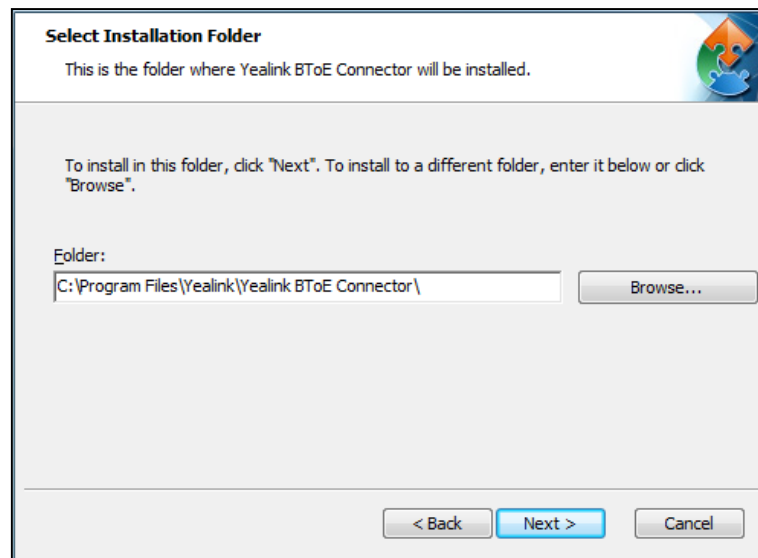 Select Installation Folder
This is the folder where Yealink BToE Connector will be installed.
To install in this folder, click "Next". To install to a different folder, enter it below or click
"Browse".
Folder:
C:\Program Files\Yealink\Yealink BToE Connector\
Browse...
< Back
Next >
Cancel